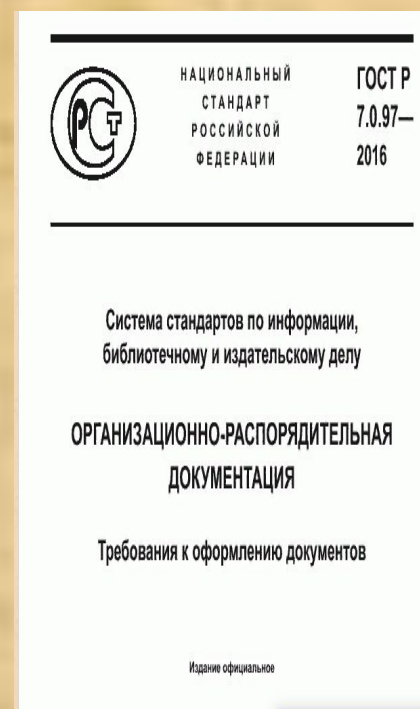 НАЦИОНАЛЬНЫЙ
СТАНДАРТ
РОССИЙСКОЙ
ФЕДЕРАЦИИ
ГОСТ Р
7.0.97—
2016
Система стандартов по информации,
библиотечному и издательскому делу
ОРГАНИЗАЦИОННО-РАСПОРЯДИТЕЛЬНАЯ
ДОКУМЕНТАЦИЯ
Требования к оформлению документов
Издание официальное